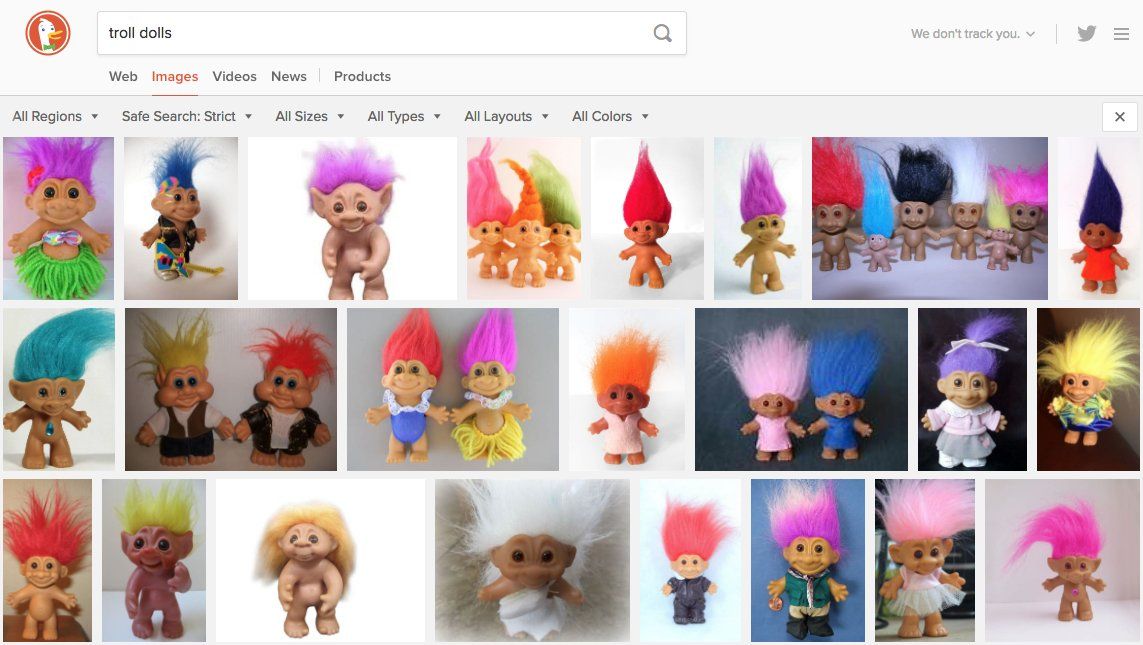 troll dolls
We don't track you.
Web Images Videos News Products
All Regions Safe Search: Strict All Sizes All Types All Layouts All Colors